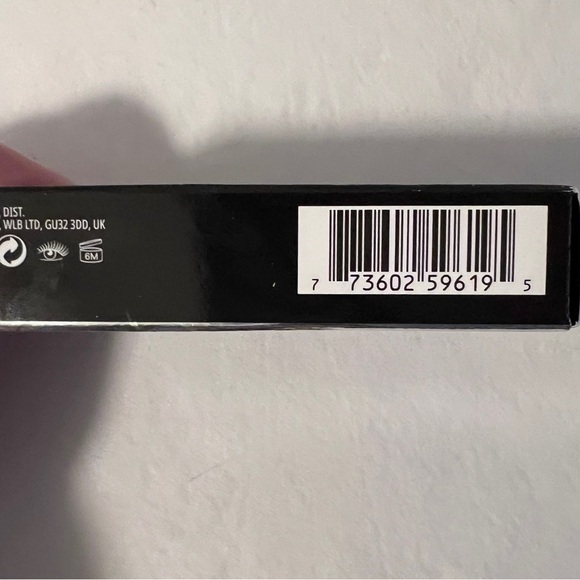 DIST.
, WLB LTD, GU32 3DD, UK
6M
7 73602 59619 5